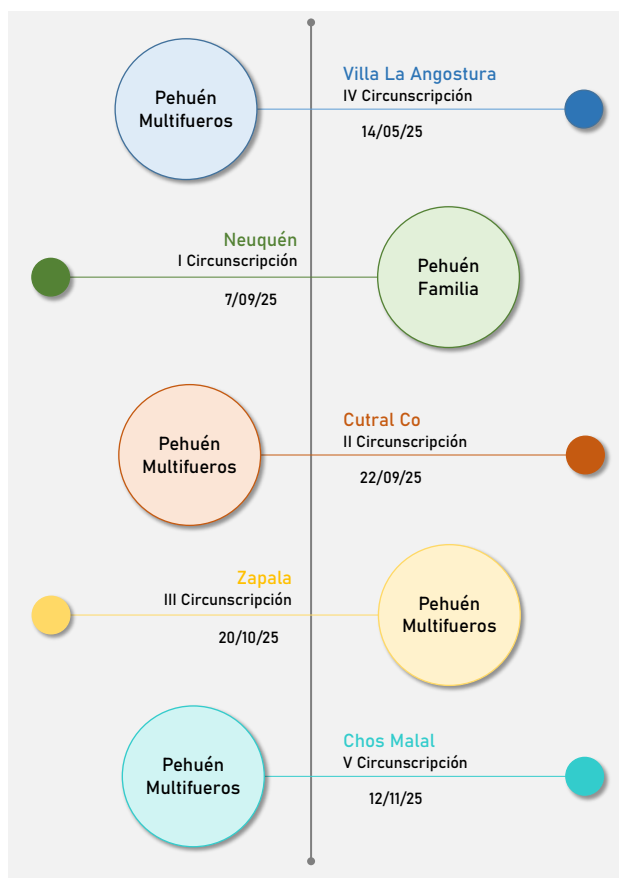 Pehuén
Multifueros
Villa La Angostura
IV Circunscripción
14/05/25
Neuquén
I Circunscripción
7/09/25
Pehuén
Familia
Pehuén
Multifueros
Cutral Co
II Circunscripción
22/09/25
Zapala
III Circunscripción
20/10/25
Pehuén
Multifueros
Pehuén
Multifueros
Chos Malal
V Circunscripción
12/11/25